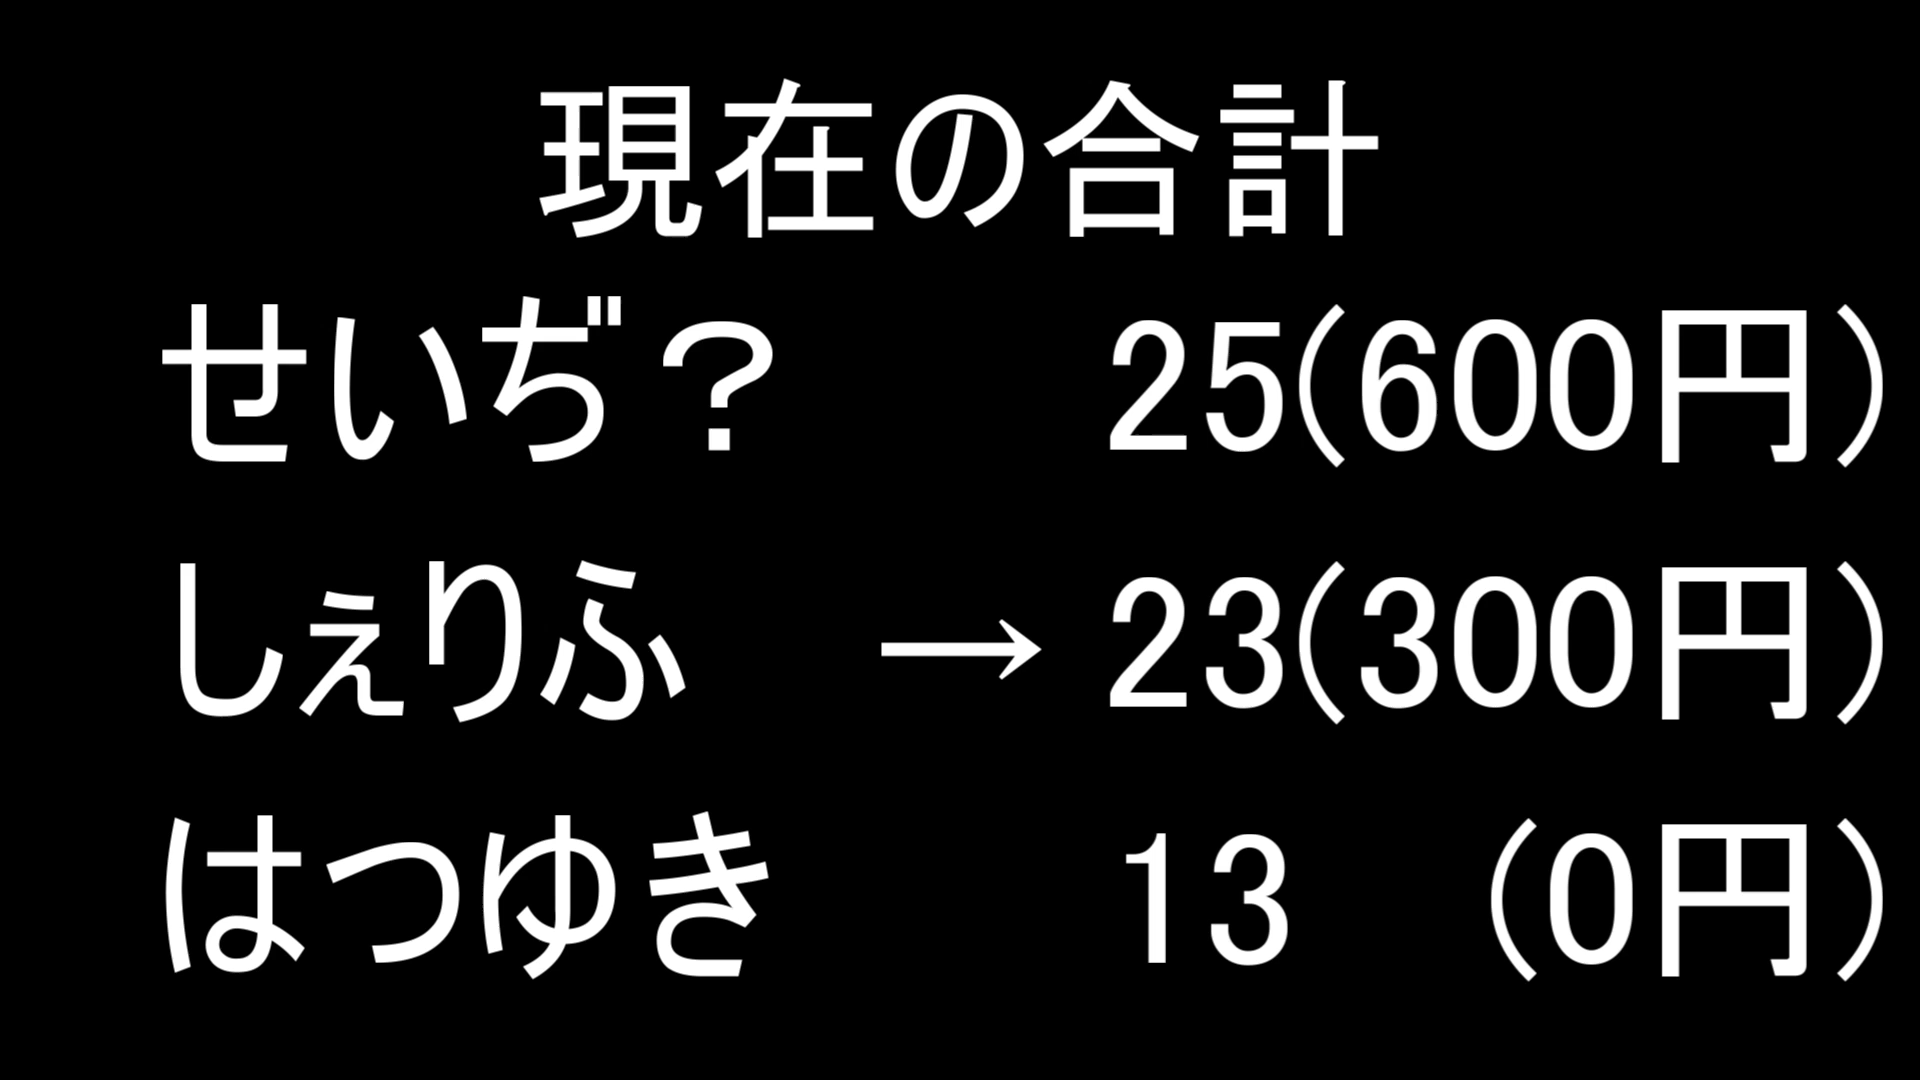 現在の合計
せいぢ？ 25(600円)
しぇりふ →23(300円)
はつゆき 13 (0円)